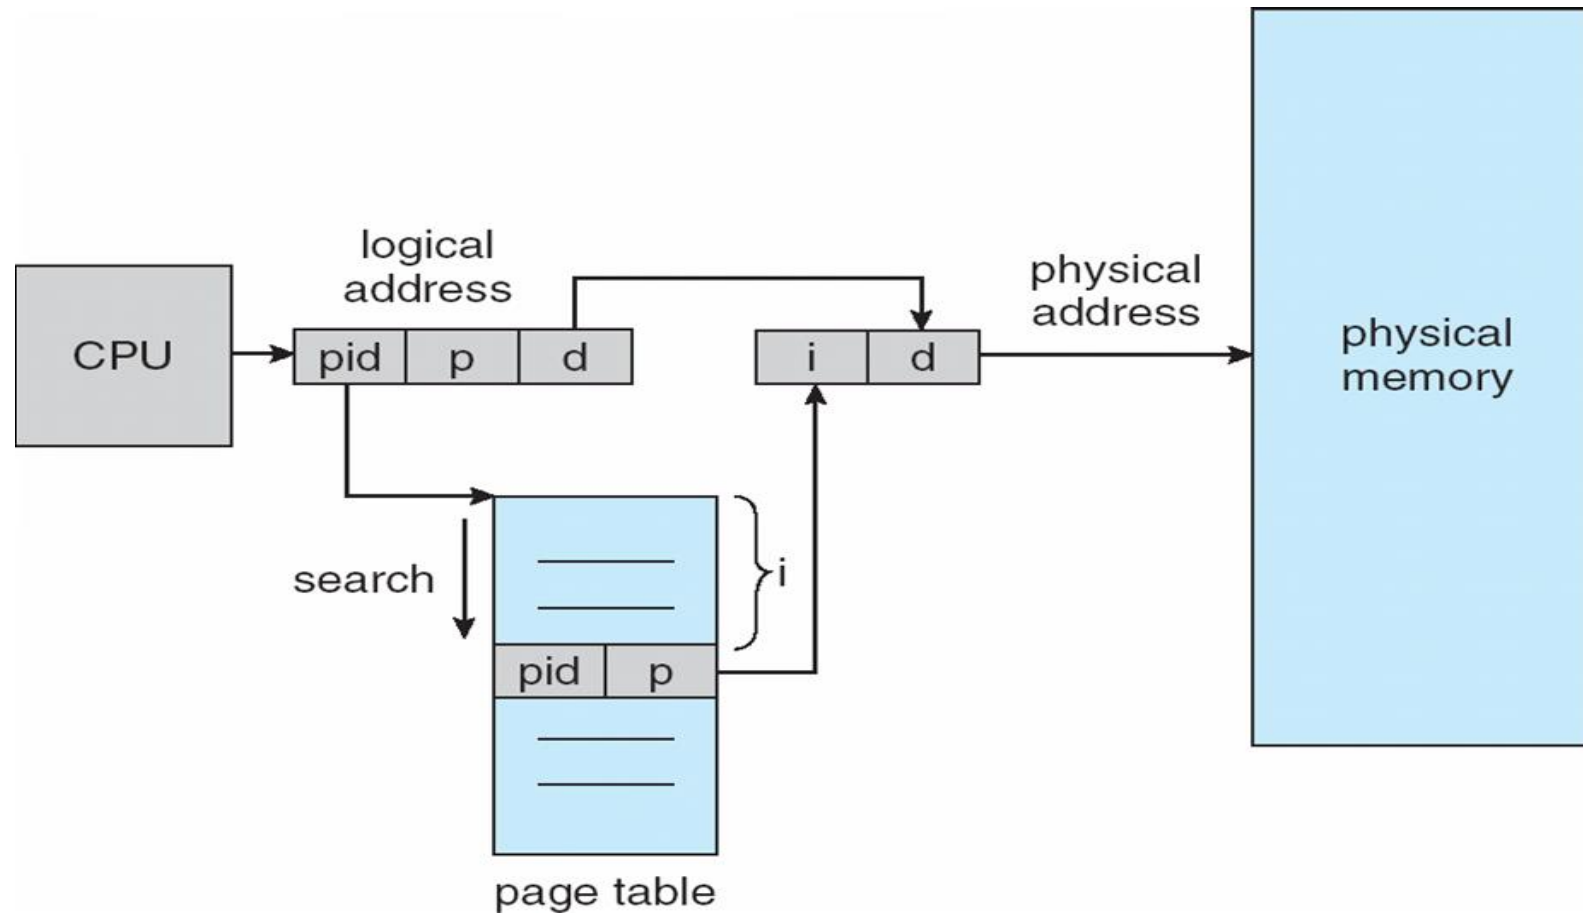 logical
address
CPU
pid p d
i d
physical
address
physical
memory
search
i
pid p
page table